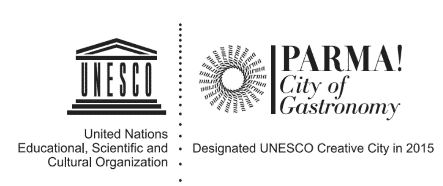 UNESCO
United Nations
Educational, Scientific and
Cultural Organization
PARMA!
City of
Gastronomy
Designated UNESCO Creative City in 2015